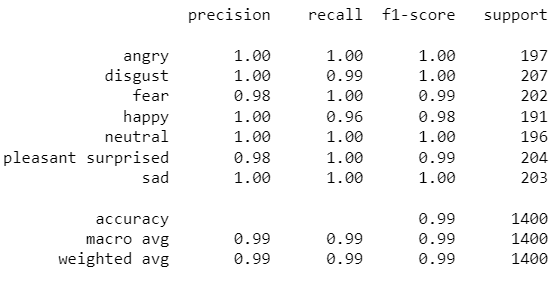 precision recall f1-score support
angry 1.00 1.00 1.00 197
disgust 1.00 0.99 1.00 207
fear 0.98 1.00 0.99 202
happy 1.00 0.96 0.98 191
neutral 1.00 1.00 1.00 196
pleasant surprised 0.98 1.00 0.99 204
sad 1.00 1.00 1.00 203
accuracy 0.99 1400
macro avg 0.99 0.99 0.99 1400
weighted avg 0.99 0.99 0.99 1400